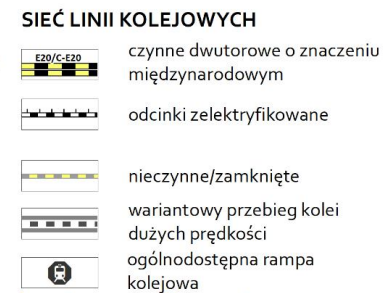 SIEĆ LINII KOLEJOWYCH
E20/C-E20
czynne dwutorowe o znaczeniu
międzynarodowym
odcinki zelektryfikowane
nieczynne/zamknięte
wariantowy przebieg kolei
dużych prędkości
ogólnodostępna rampa
kolejowa